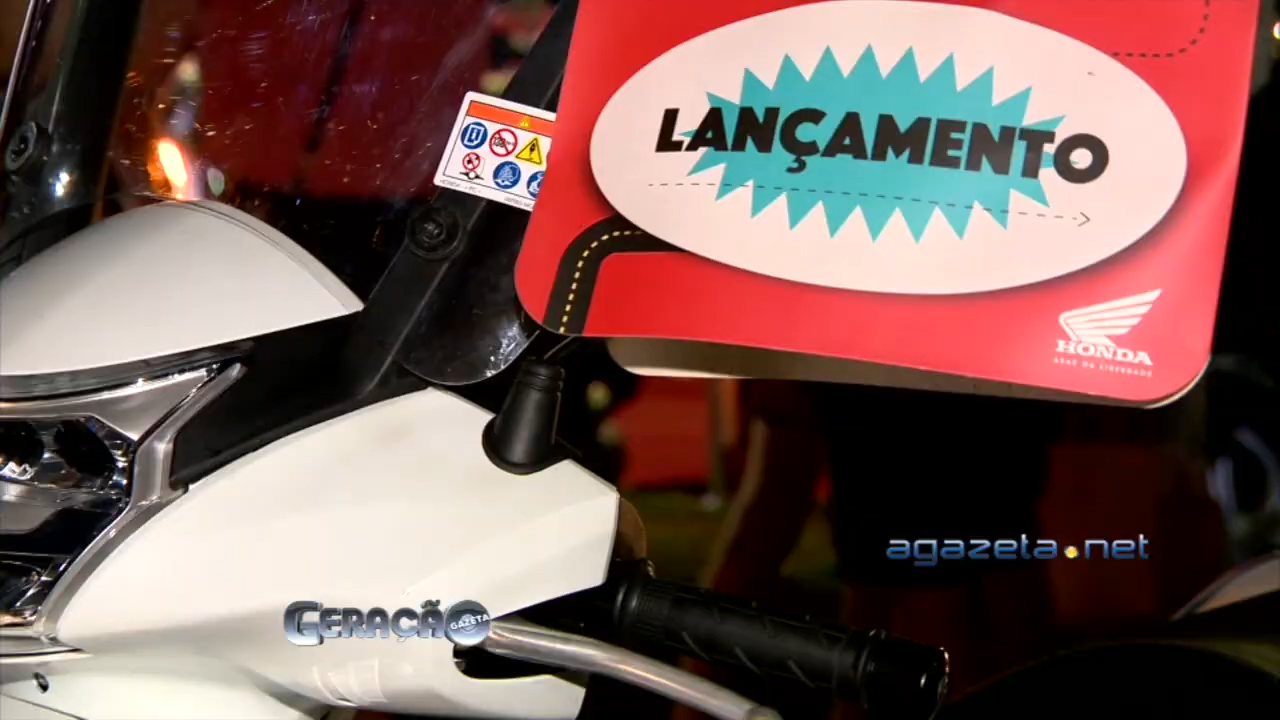 LANÇAMENTO
HONDA
ASAS DA LIBERDADE
agazeta.net
GERAÇÃO
GAZETA